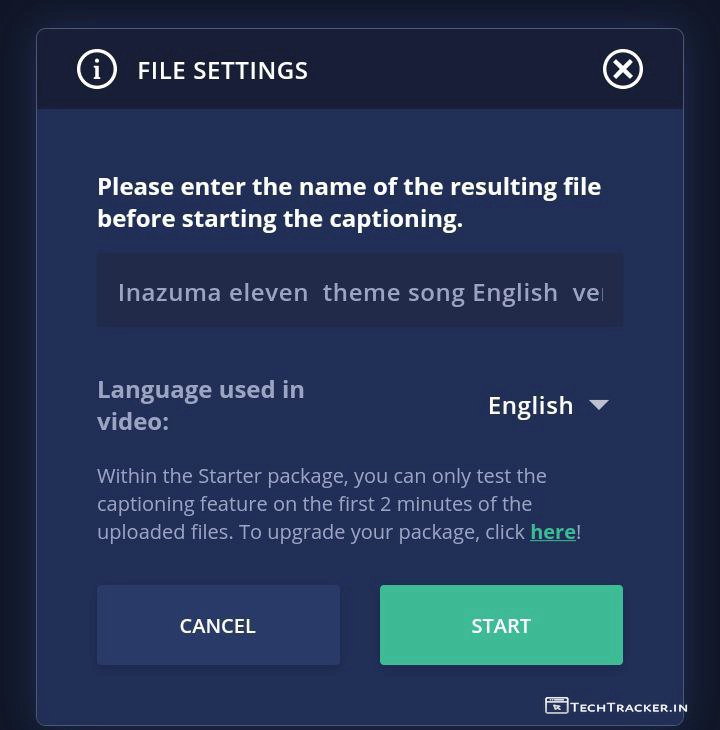 FILE SETTINGS
Please enter the name of the resulting file
before starting the captioning.
Inazuma eleven theme song English ve
Language used in
video:
English
Within the Starter package, you can only test the
captioning feature on the first 2 minutes of the
uploaded files. To upgrade your package, click here!
CANCEL
START
TECHTRACKER.IN